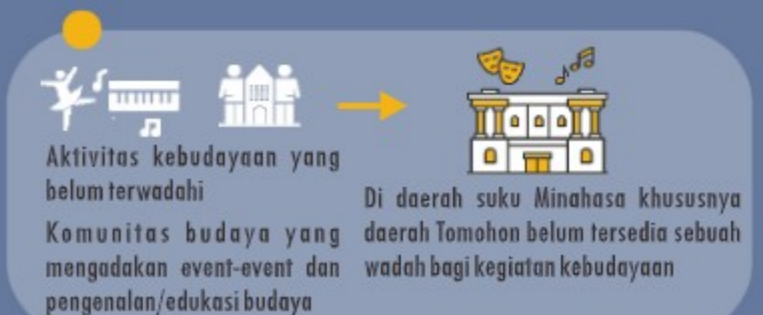 Aktivitas kebudayaan yang
belum terwadahi
Komunitas budaya yang
mengadakan event-event dan
pengenalan/edukasi budaya
Di daerah suku Minahasa khususnya
daerah Tomohon belum tersedia sebuah
wadah bagi kegiatan kebudayaan